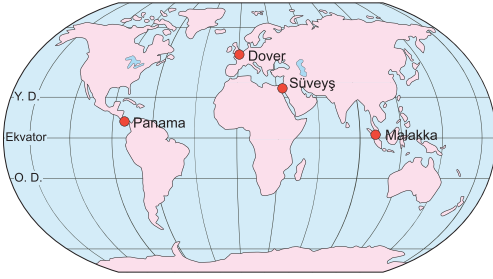 Dover
Süveyş
Y. D.
Panama
Malakka
Ekvator
O. D.